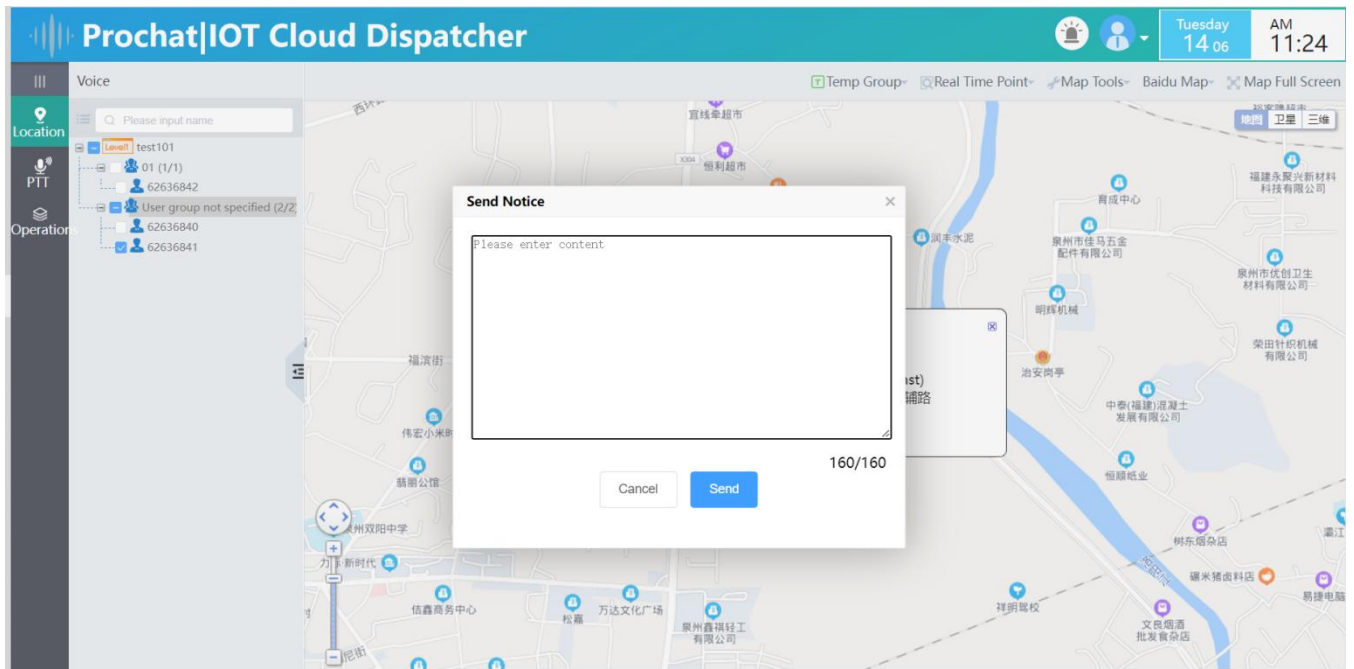 Prochat|IOT Cloud Dispatcher
Tuesday
14 06
AM
11:24
Voice
Temp Group
Real Time Point
Map Tools
Baidu Map
Map Full Screen
Location
PTT
Operations
Please input name
Level1 test101
01 (1/1)
62636842
User group not specified (2/2)
62636840
62636841
地图 卫星 三维
宜线牵超市
X304
恒利超市
福建永聚兴新材料
科技有限公司
育成中心
Send Notice
Please enter content
160/160
Cancel
Send
润丰水泥
泉州市佳马五金
配件有限公司
泉州市优创卫生
材料有限公司
明辉机械
荣田针织机械
有限公司
治安岗亭
福滨街
中泰(福建)混凝土
发展有限公司
伟宏小米
翡丽公馆
恒顺纸业
双阳中学
树东烟杂店
新时代
碾米猪卤料店
易捷电脑
佶鑫商务中心
松嘉
万达文化广场
祥明驾校
泉州鑫祺轻工
有限公司
文良烟酒
批发食杂店